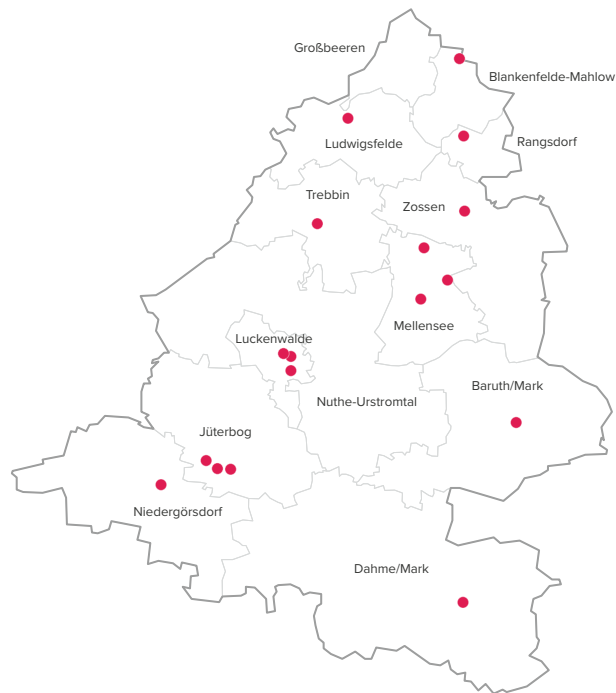 Großbeeren
Blankenfelde-Mahlow
Ludwigsfelde
Rangsdorf
Trebbin
Zossen
Mellensee
Luckenwalde
Baruth/Mark
Nuthe-Urstromtal
Jüterbog
Niedergörsdorf
Dahme/Mark